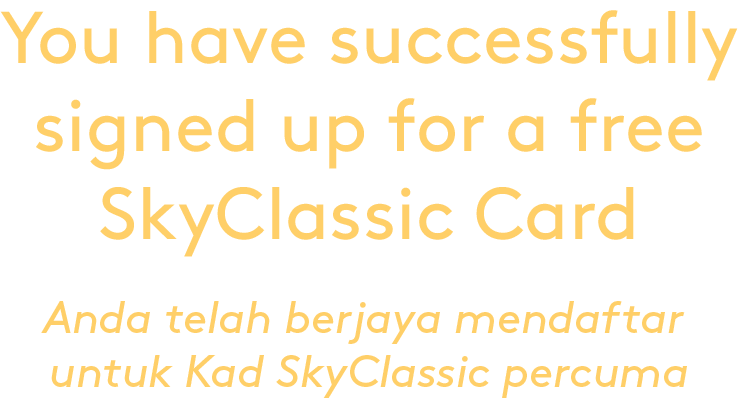 You have successfully
signed up for a free
SkyClassic Card
Anda telah berjaya mendaftar
untuk Kad SkyClassic percuma